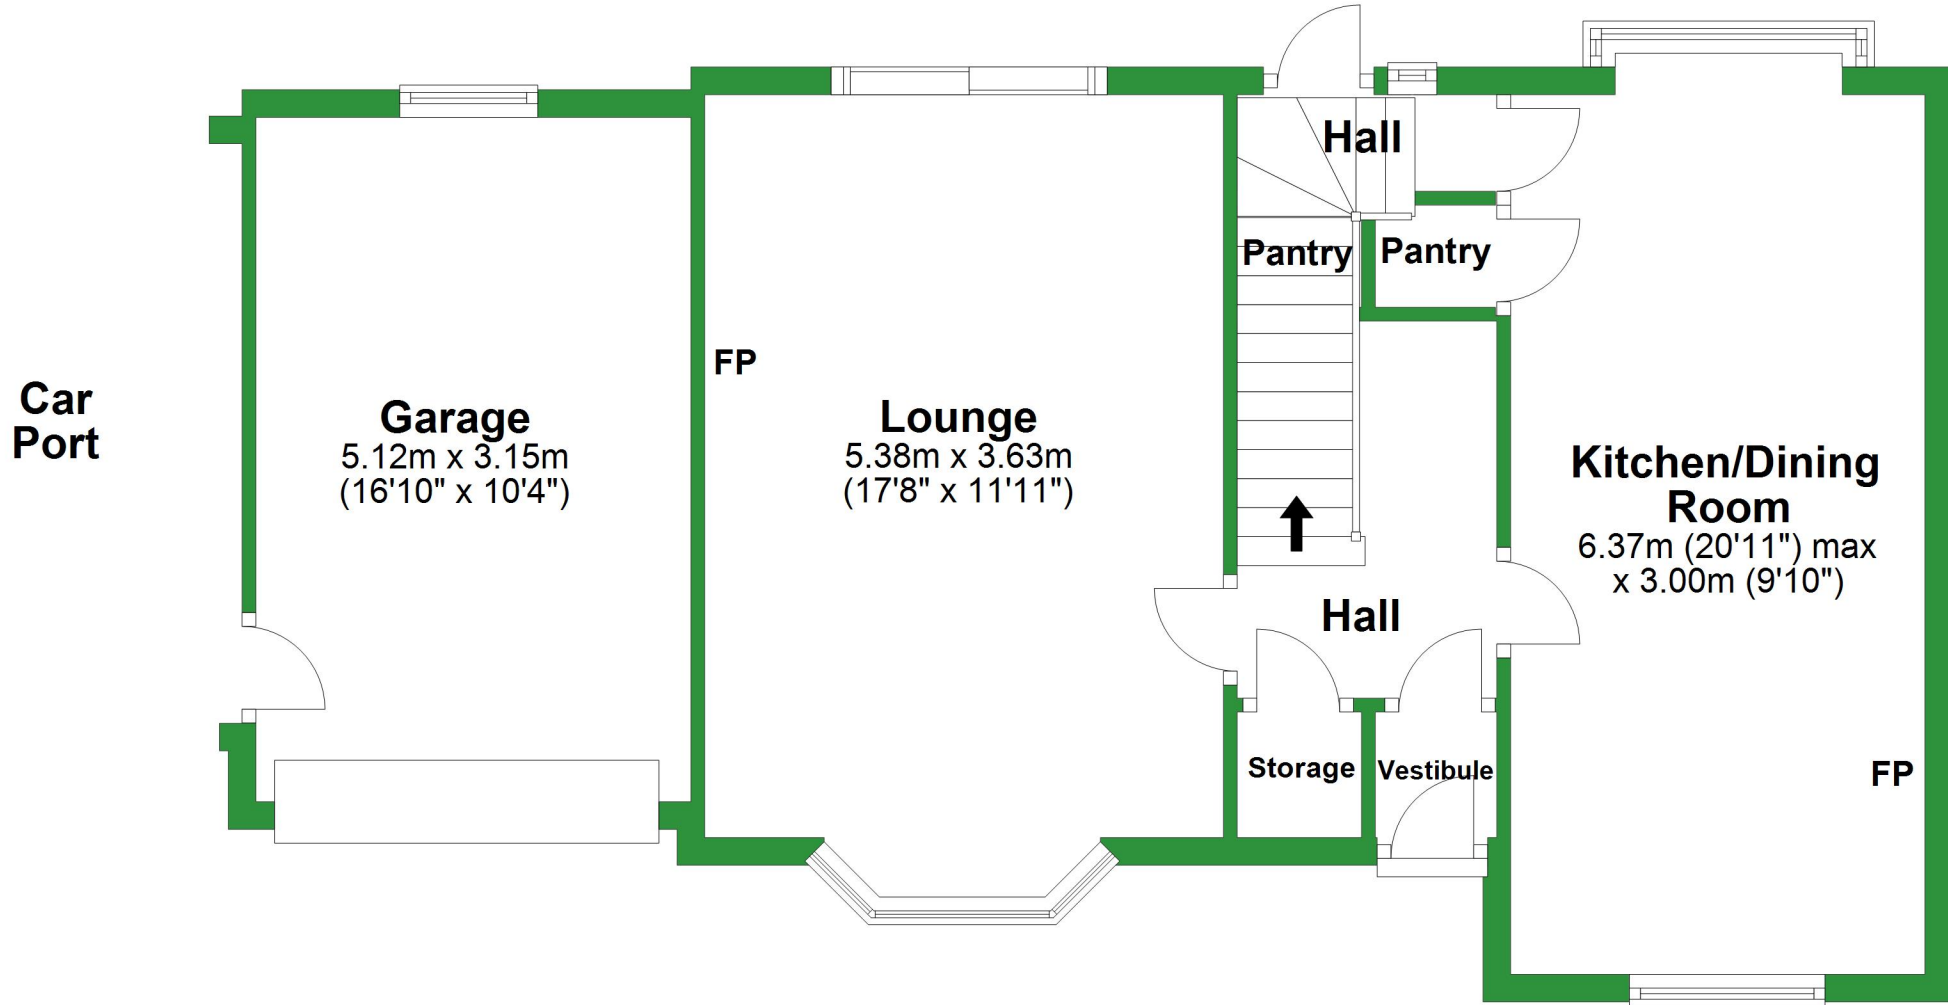 Car
Port
Garage
5.12m x 3.15m
(16'10" x 10'4")
FP
Lounge
5.38m x 3.63m
(17'8" x 11'11")
Hall
Pantry
Pantry
Hall
Storage
Vestibule
Kitchen/Dining
Room
6.37m (20'11") max
x 3.00m (9'10")
FP